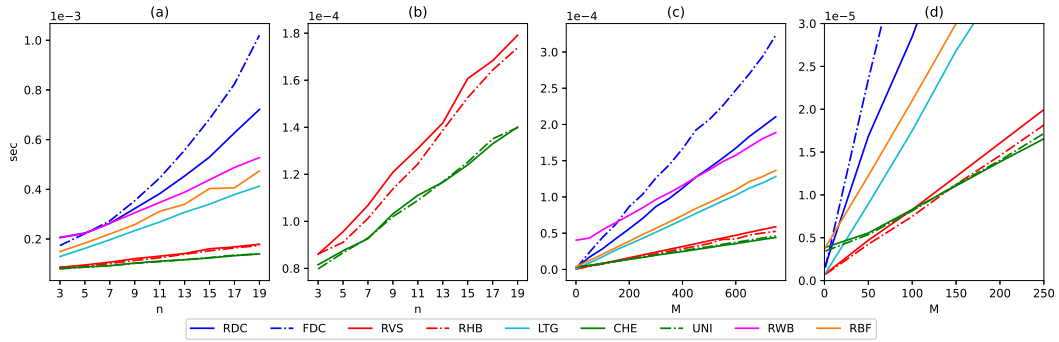 (a) (b) (c) (d)
1e−3 1e−4 1e−4 1e−5
1.0 0.8 0.6 0.4 0.2
sec
3 5 7 9 11 13 15 17 19
n
1.8 1.6 1.4 1.2 1.0 0.8
3 5 7 9 11 13 15 17 19
n
3.0 2.5 2.0 1.5 1.0 0.5 0.0
0 200 400 600
M
3.0 2.5 2.0 1.5 1.0 0.5 0.0
0 50 100 150 200 250
M
RDC FDC RVS RHB LTG CHE UNI RWB RBF